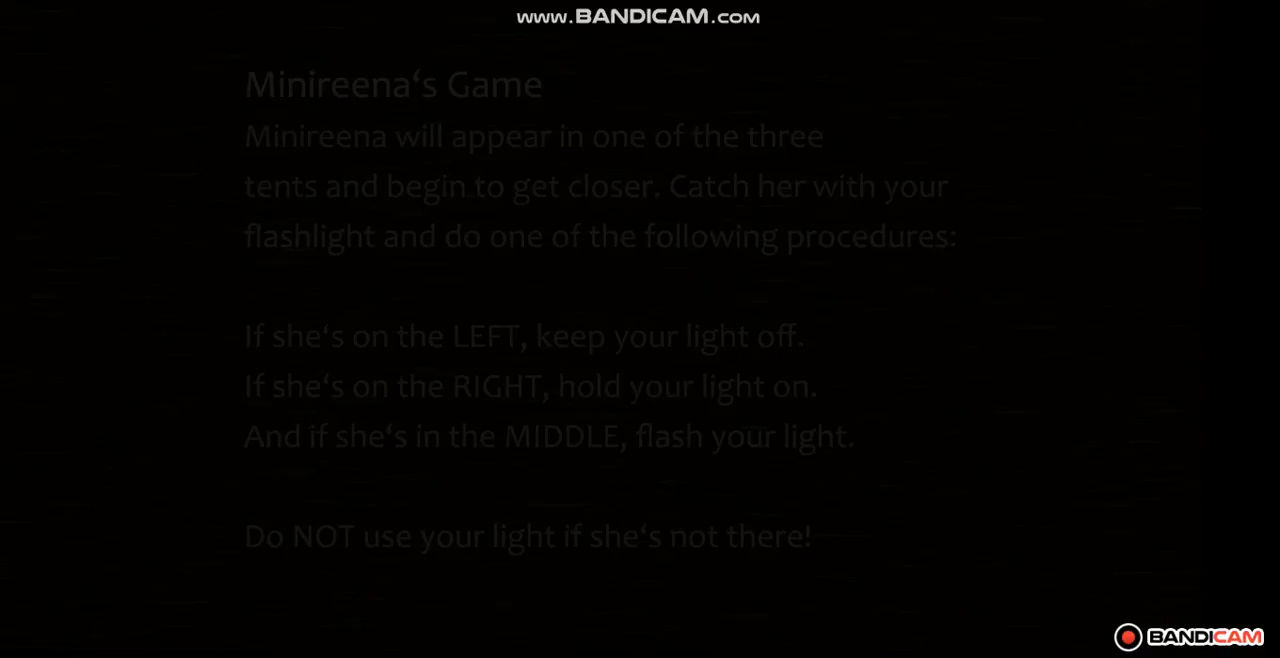 www.BANDICAM.com
Minireena‘s Game
Minireena will appear in one of the three
tents and begin to get closer. Catch her with your
flashlight and do one of the following procedures:
If she‘s on the LEFT, keep your light off.
If she‘s on the RIGHT, hold your light on.
And if she‘s in the MIDDLE, flash your light.
Do NOT use your light if she‘s not there!
BANDICAM